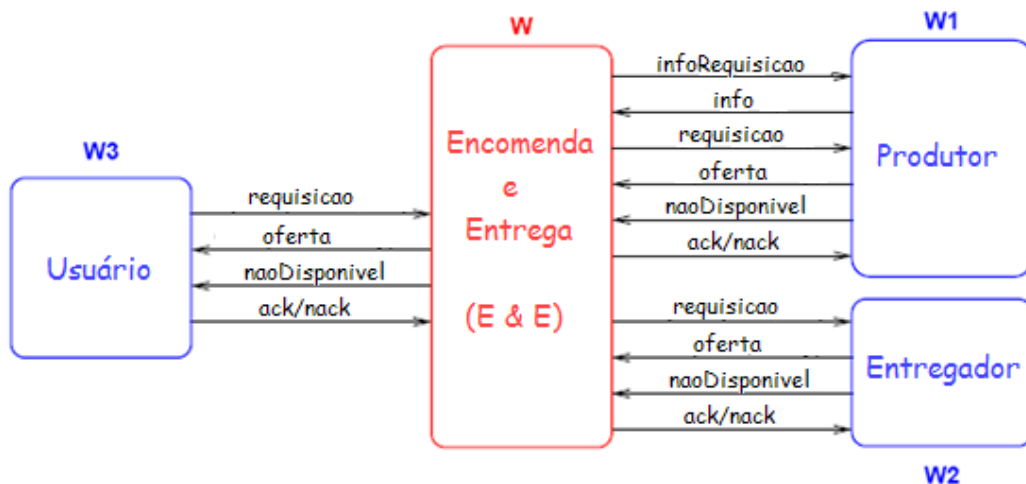 W3
Usuário
requisicao
oferta
naoDisponivel
ack/nack
W
Encomenda
e
Entrega
(E & E)
infoRequisicao
info
requisicao
oferta
naoDisponivel
ack/nack
W1
Produtor
requisicao
oferta
naoDisponivel
ack/nack
Entregador
W2